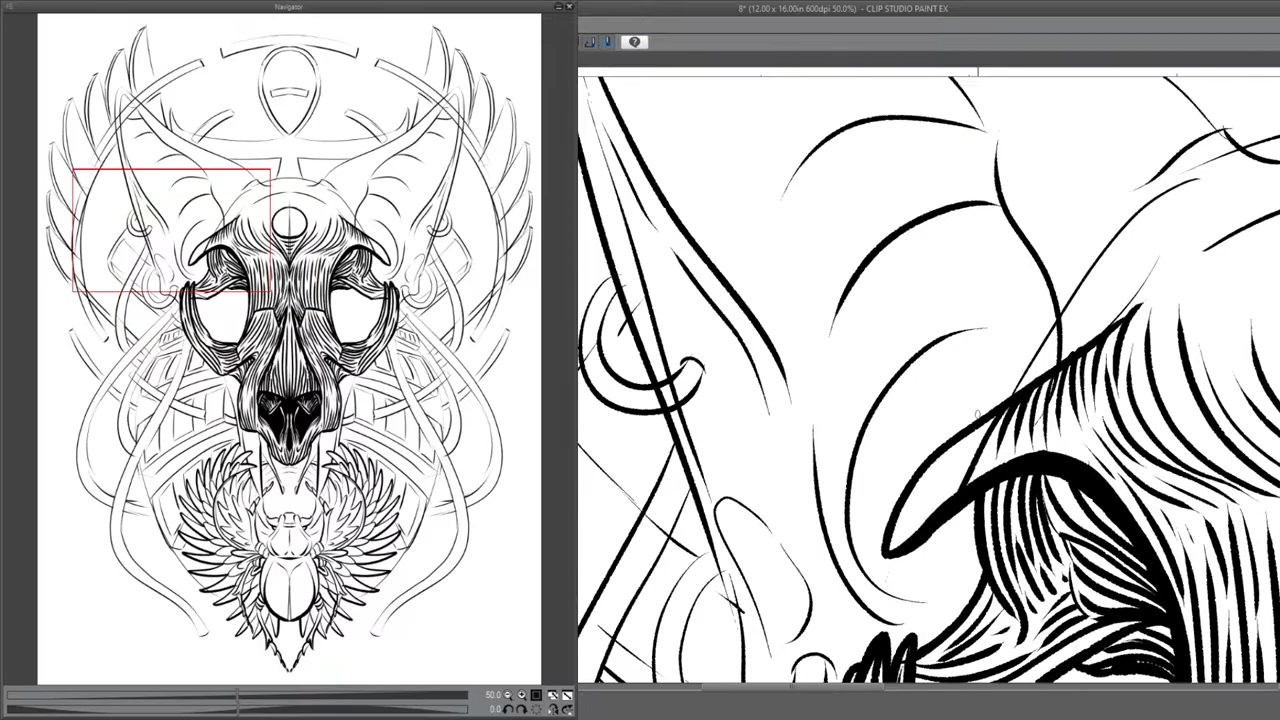 Navigator
8* (12.00 x 16.00in 600dpi 50.0%) - CLIP STUDIO PAINT EX
50.0
0.0